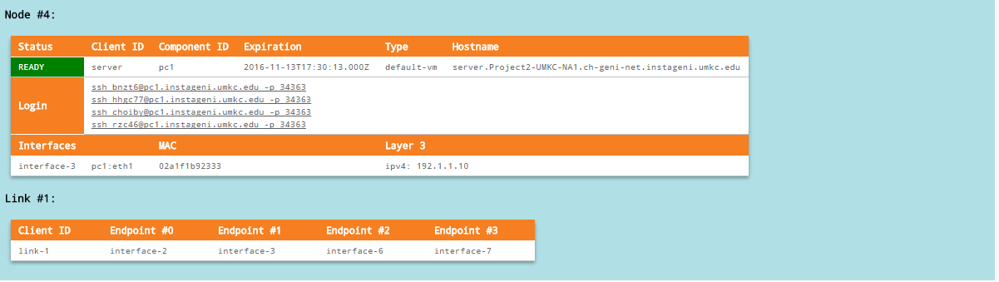 Node #4:
Status Client ID Component ID Expiration Type Hostname
READY server pc1 2016-11-13T17:30:13.000Z default-vm server.Project2-UMKC-NA1.ch-geni-net.instageni.umkc.edu
Login
ssh bnzt6@pc1.instageni.umkc.edu -p 34363
ssh hhgc77@pc1.instageni.umkc.edu -p 34363
ssh choiby@pc1.instageni.umkc.edu -p 34363
ssh rzc46@pc1.instageni.umkc.edu -p 34363
Interfaces MAC Layer 3
interface-3 pc1:eth1 02a1f1b92333 ipv4: 192.1.1.10
Link #1:
Client ID Endpoint #0 Endpoint #1 Endpoint #2 Endpoint #3
link-1 interface-2 interface-3 interface-6 interface-7